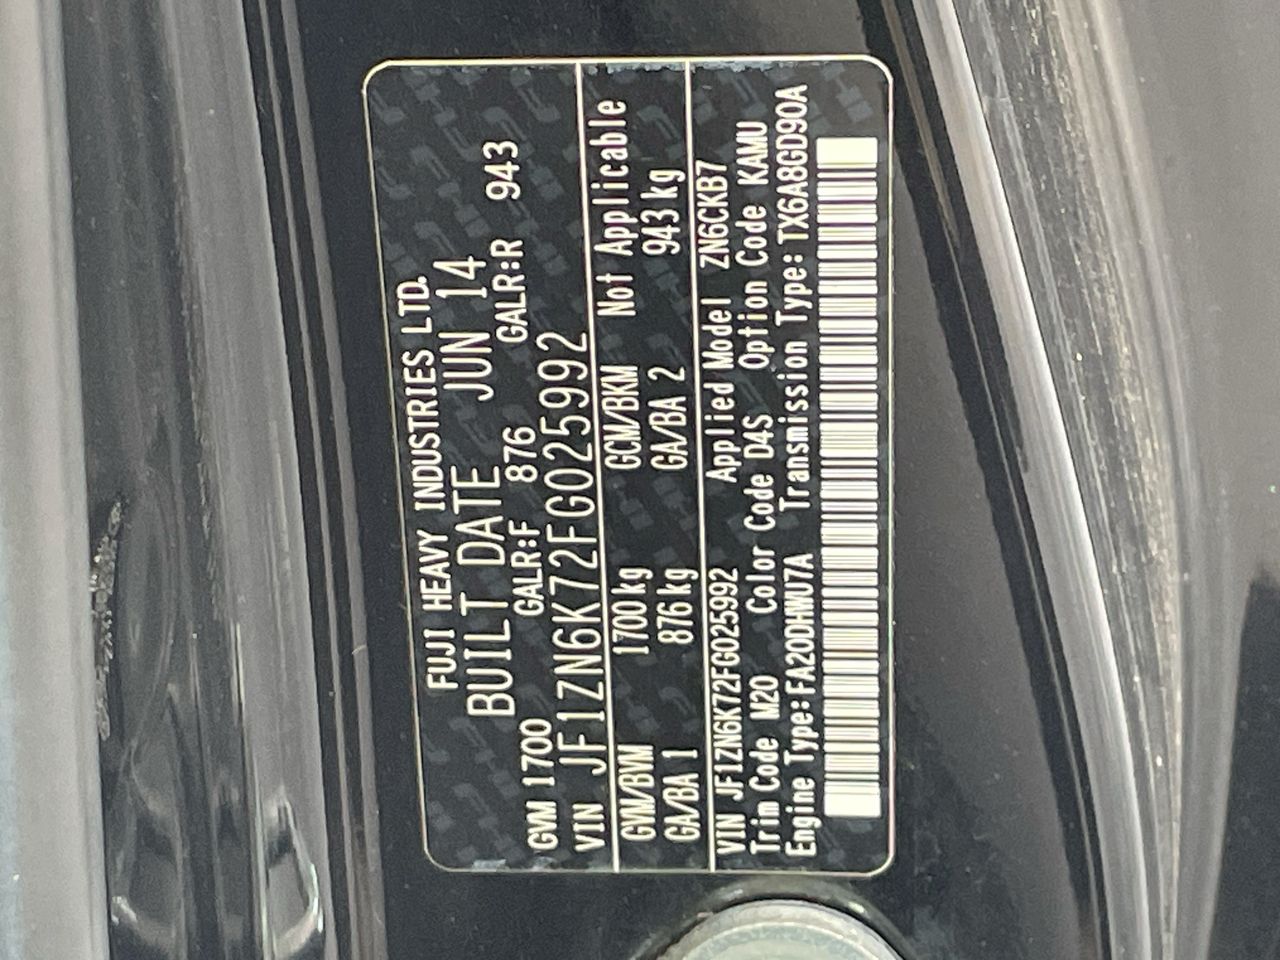 FUJI HEAVY INDUSTRIES LTD.
BUILT DATE JUN 14
GVM 1700 GALR:F 876 GALR:R 943
VIN JF1ZN6K72FG025992
GVM/BVM 1700 kg GCM/BKM Not Applicable
GA/BA 1 876 kg GA/BA 2 943 kg
VIN JF1ZN6K72FG025992 Applied Model ZN6CKB7
Trim Code M20 Color Code D4S Option Code KAMU
Engine Type: FA20DHWU7A Transmission Type: TX6A8GD90A